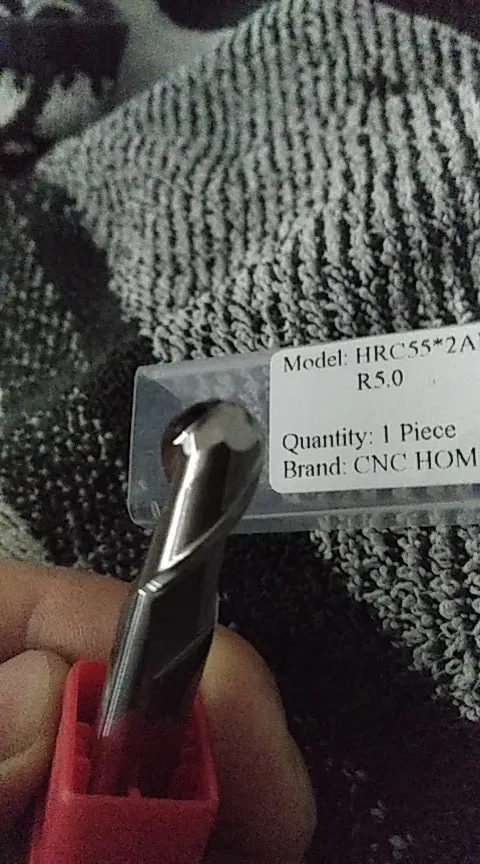 Model: HRC55*2A
R5.0
Quantity: 1 Piece
Brand: CNC HOM